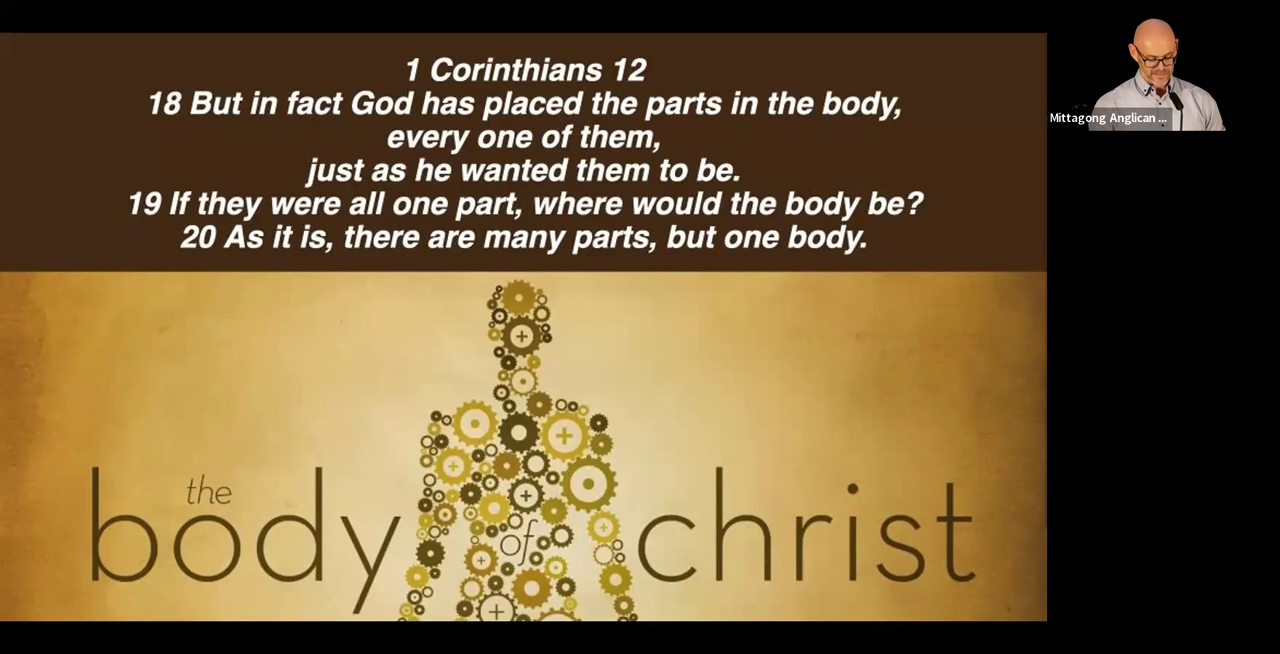 1 Corinthians 12
18 But in fact God has placed the parts in the body,
every one of them,
just as he wanted them to be.
19 If they were all one part, where would the body be?
20 As it is, there are many parts, but one body.
the
body of christ
Mittagong Anglican ...